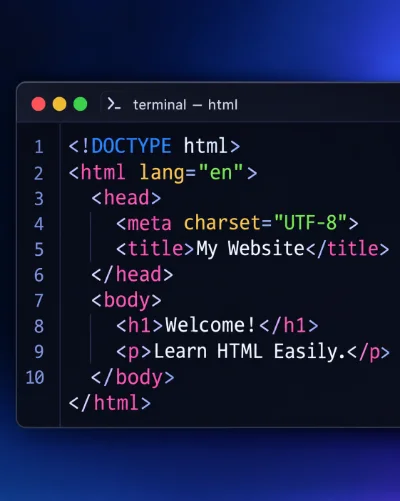 terminal — html
1 <!DOCTYPE html>
2 <html lang="en">
3 <head>
4 <meta charset="UTF-8">
5 <title>My Website</title>
6 </head>
7 <body>
8 <h1>Welcome!</h1>
9 <p>Learn HTML Easily.</p>
10 </body>
</html>